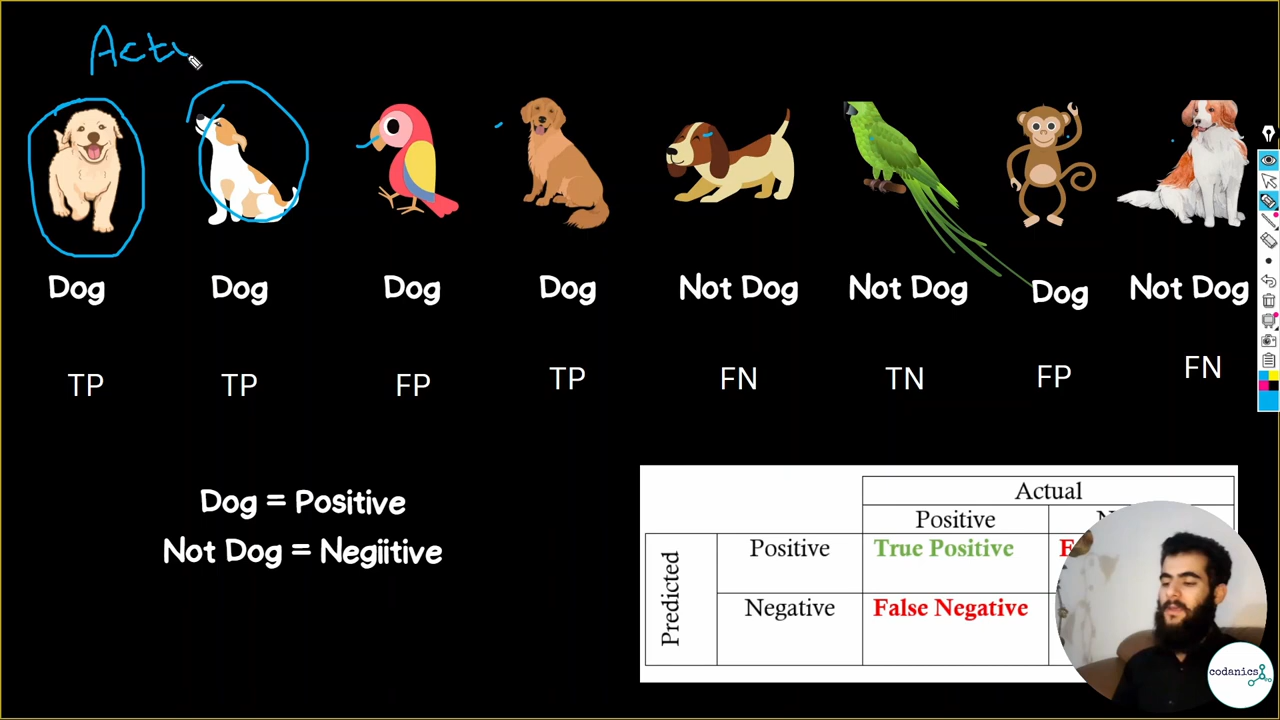 Actu
Dog Dog Dog Dog Not Dog Not Dog Dog Not Dog
TP TP FP TP FN TN FP FN
Dog = Positive
Not Dog = Negiitive
Actual
Positive
Predicted
Positive True Positive
Negative False Negative
codanics